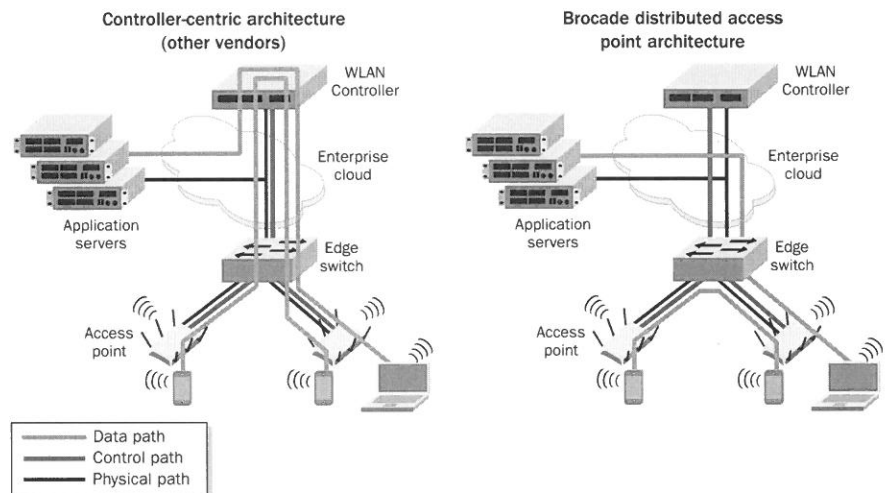 Controller-centric architecture
(other vendors)
WLAN
Controller
Enterprise
cloud
Application
servers
Edge
switch
Access
point
Data path
Control path
Physical path
Brocade distributed access
point architecture
WLAN
Controller
Enterprise
cloud
Application
servers
Edge
switch
Access
point